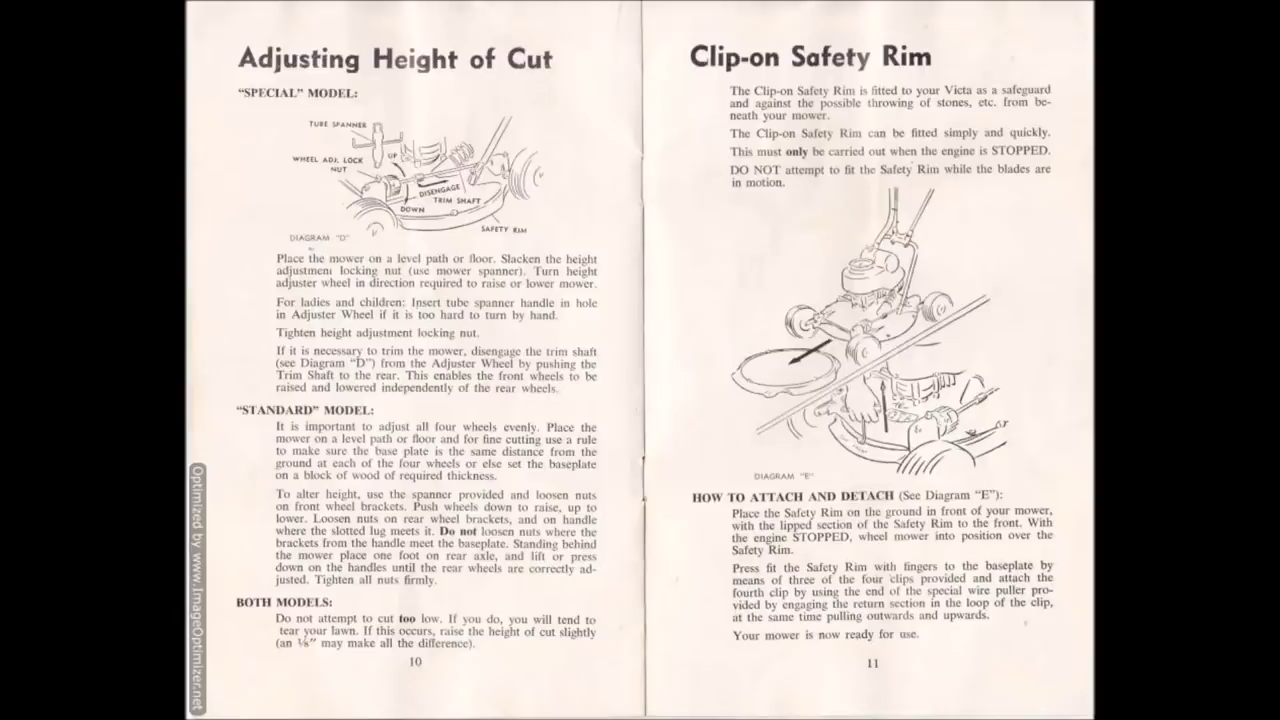 Adjusting Height of Cut
"SPECIAL" MODEL:
TUBE SPANNER
WHEEL ADJ. LOCK
NUT
UP
DISENGAGE
TRIM SHAFT
DOWN
SAFETY RIM
DIAGRAM "D"
Place the mower on a level path or floor. Slacken the height
adjustment locking nut (use mower spanner). Turn height
adjuster wheel in direction required to raise or lower mower.
For ladies and children: Insert tube spanner handle in hole
in Adjuster Wheel if it is too hard to turn by hand.
Tighten height adjustment locking nut.
If it is necessary to trim the mower, disengage the trim shaft
(see Diagram "D") from the Adjuster Wheel by pushing the
Trim Shaft to the rear. This enables the front wheels to be
raised and lowered independently of the rear wheels.
"STANDARD" MODEL:
It is important to adjust all four wheels evenly. Place the
mower on a level path or floor and for fine cutting use a rule
to make sure the base plate is the same distance from the
ground at each of the four wheels or else set the baseplate
on a block of wood of required thickness.
To alter height, use the spanner provided and loosen nuts
on front wheel brackets. Push wheels down to raise, up to
lower. Loosen nuts on rear wheel brackets, and on handle
where the slotted lug meets it. Do not loosen nuts where the
brackets from the handle meet the baseplate. Standing behind
the mower place one foot on rear axle, and lift or press
down on the handles until the rear wheels are correctly ad-
justed. Tighten all nuts firmly.
BOTH MODELS:
Do not attempt to cut too low. If you do, you will tend to
tear your lawn. If this occurs, raise the height of cut slightly
(an ⅛" may make all the difference).
10
Clip-on Safety Rim
The Clip-on Safety Rim is fitted to your Victa as a safeguard
and against the possible throwing of stones, etc. from be-
neath your mower.
The Clip-on Safety Rim can be fitted simply and quickly.
This must only be carried out when the engine is STOPPED.
DO NOT attempt to fit the Safety Rim while the blades are
in motion.
DIAGRAM "E"
HOW TO ATTACH AND DETACH (See Diagram "E"):
Place the Safety Rim on the ground in front of your mower,
with the lipped section of the Safety Rim to the front. With
the engine STOPPED, wheel mower into position over the
Safety Rim.
Press fit the Safety Rim with fingers to the baseplate by
means of three of the four clips provided and attach the
fourth clip by using the end of the special wire puller pro-
vided by engaging the return section in the loop of the clip,
at the same time pulling outwards and upwards.
Your mower is now ready for use.
11
Optimized by www.ImageOptimizer.net